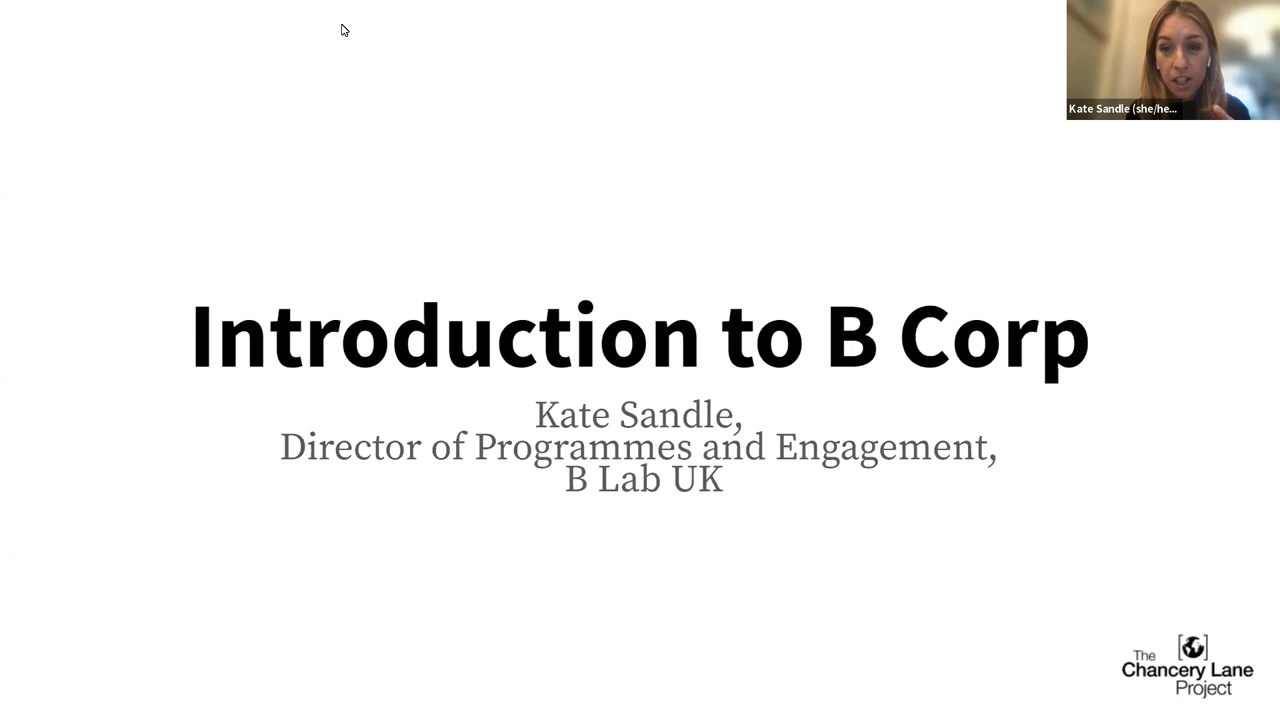 Kate Sandle (she/he...
Introduction to B Corp
Kate Sandle,
Director of Programmes and Engagement,
B Lab UK
The
Chancery Lane
Project